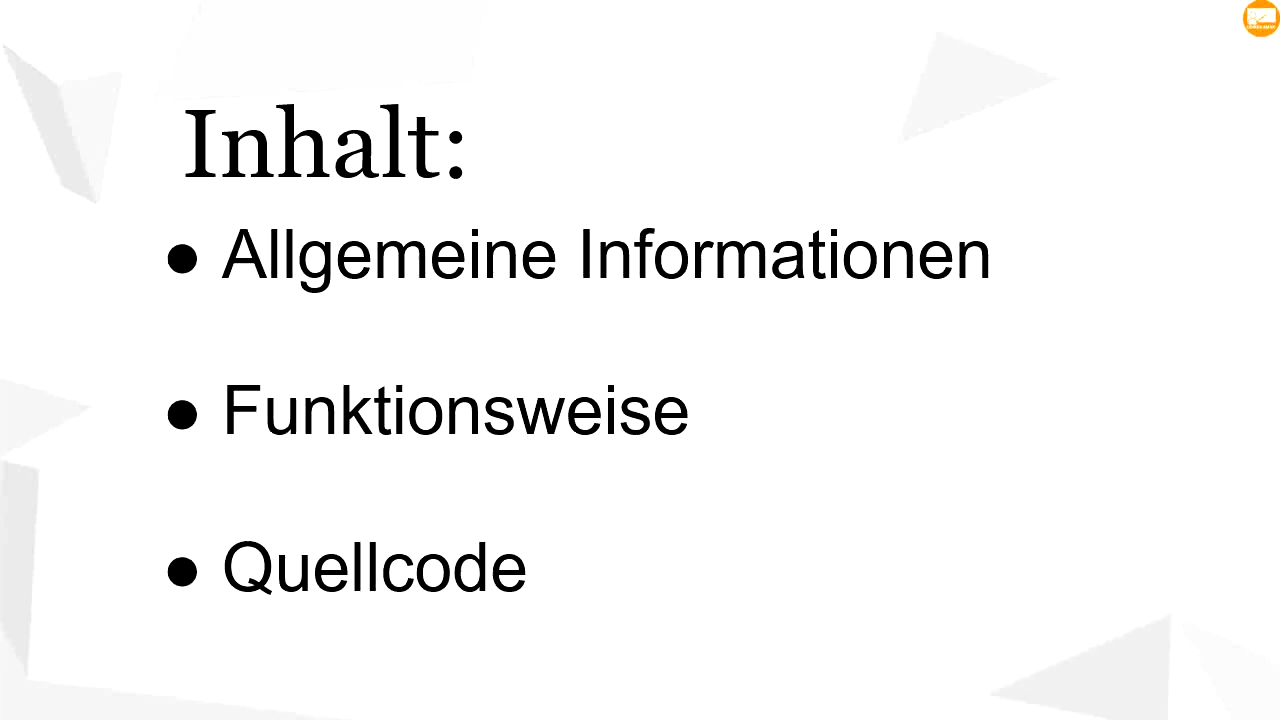 Inhalt:
● Allgemeine Informationen
● Funktionsweise
● Quellcode